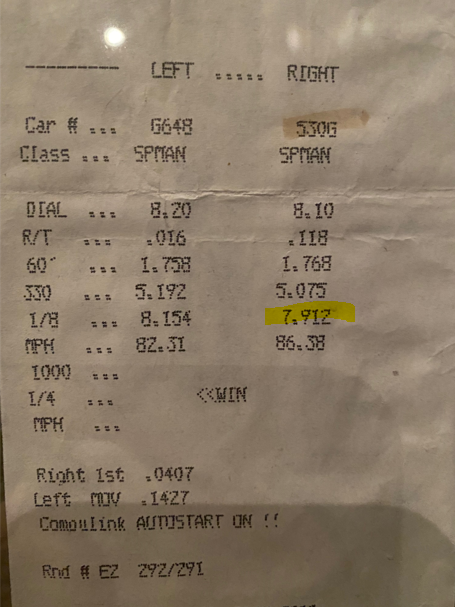 --------- LEFT ..... RIGHT
Car # ... G648 530G
Class ... SPMAN SPMAN
DIAL ... 8.20 8.10
R/T ... .016 .118
60' ... 1.758 1.768
330 ... 5.192 5.075
1/8 ... 8.154 7.912
MPH ... 82.31 86.38
1000 ...
1/4 ... <<WIN
MPH ...
Right 1st .0407
Left MOV .1427
Compulink AUTOSTART ON !!
Rnd # E2 292/291